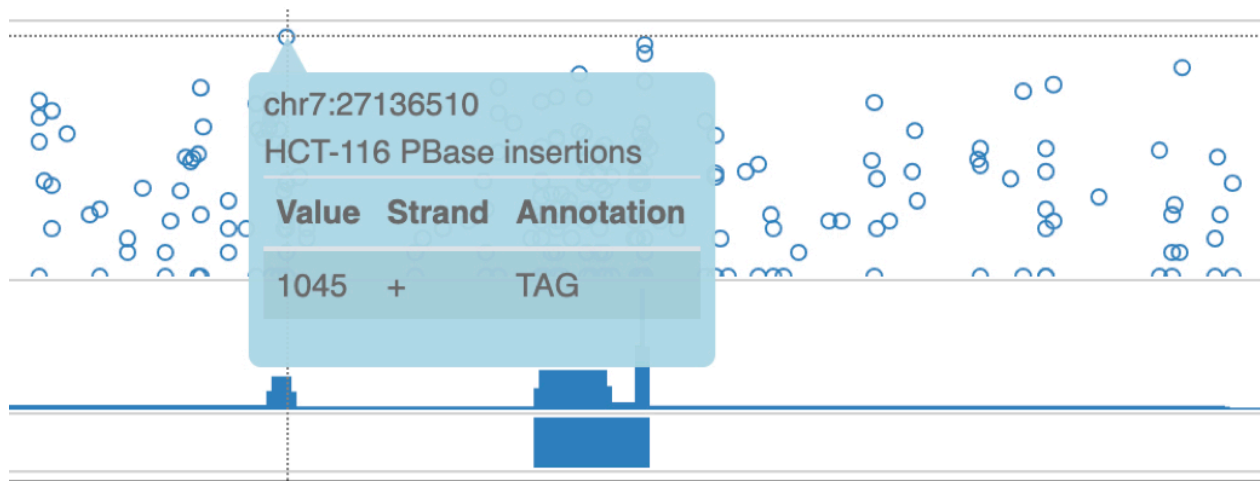 chr7:27136510
HCT-116 PBase insertions
Value Strand Annotation
1045 + TAG